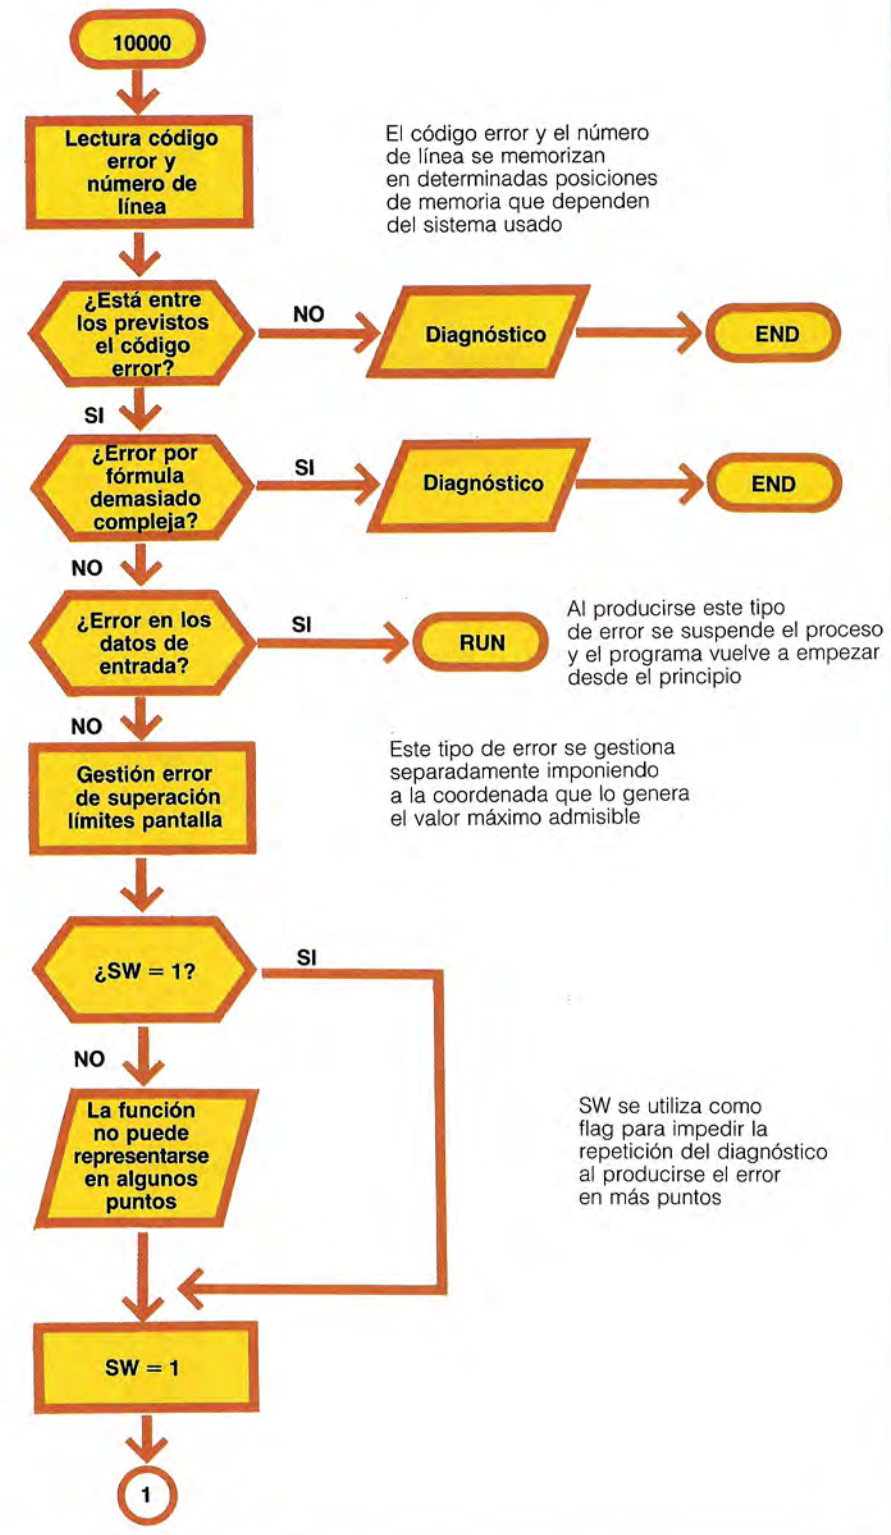 10000
Lectura código
error y
número de
línea
El código error y el número
de línea se memorizan
en determinadas posiciones
de memoria que dependen
del sistema usado
¿Está entre
los previstos
el código
error?
NO
Diagnóstico
END
SI
¿Error por
fórmula
demasiado
compleja?
SI
Diagnóstico
END
NO
¿Error en los
datos de
entrada?
SI
RUN
Al producirse este tipo
de error se suspende el proceso
y el programa vuelve a empezar
desde el principio
NO
Gestión error
de superación
límites pantalla
Este tipo de error se gestiona
separadamente imponiendo
a la coordenada que lo genera
el valor máximo admisible
¿SW = 1?
SI
NO
La función
no puede
representarse
en algunos
puntos
SW se utiliza como
flag para impedir la
repetición del diagnóstico
al producirse el error
en más puntos
SW = 1
1